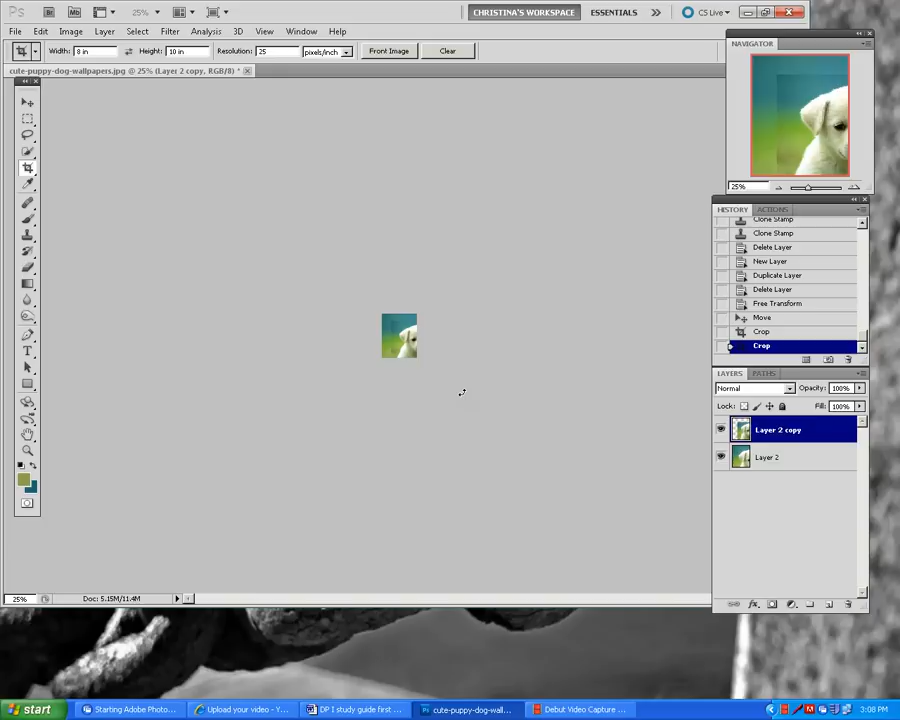 Ps Br Mb 25% CHRISTINA'S WORKSPACE ESSENTIALS CS Live
File Edit Image Layer Select Filter Analysis 3D View Window Help
Width: 8 in Height: 10 in Resolution: 25 pixels/inch Front Image Clear
cute-puppy-dog-wallpapers.jpg @ 25% (Layer 2 copy, RGB/8) *
NAVIGATOR
25%
HISTORY ACTIONS
Clone Stamp
Clone Stamp
Delete Layer
New Layer
Duplicate Layer
Delete Layer
Free Transform
Move
Crop
Crop
LAYERS PATHS
Normal Opacity: 100%
Lock: Fill: 100%
Layer 2 copy
Layer 2
25% Doc: 5.15M/11.4M
start Starting Adobe Photo... Upload your video - Y... DP I study guide first ... cute-puppy-dog-wall... Debut Video Capture ... 3:08 PM